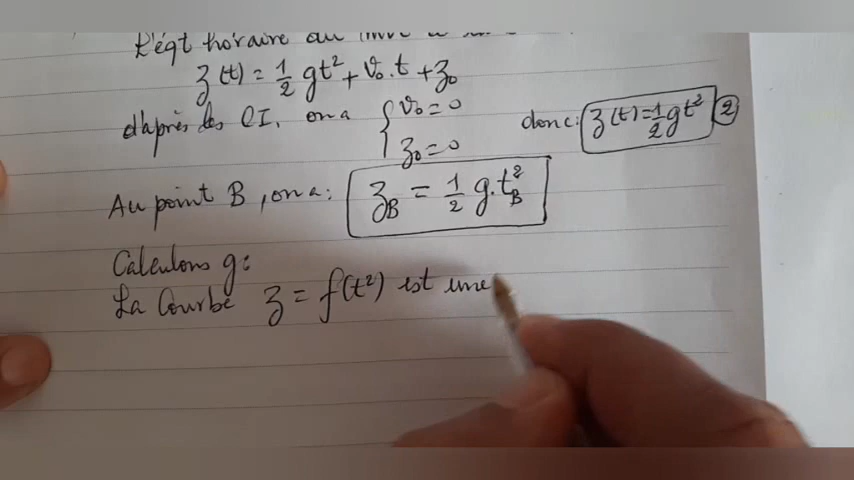 L'éqt horaire du
z(t) = 1/2 gt² + V₀.t + z₀
d'après les CI, on a { V₀ = 0 donc: z(t) = 1/2 gt² ②
z₀ = 0
Au point B, on a: z_B = 1/2 g.t_B²
Calculons g:
La Courbe z = f(t²) est une